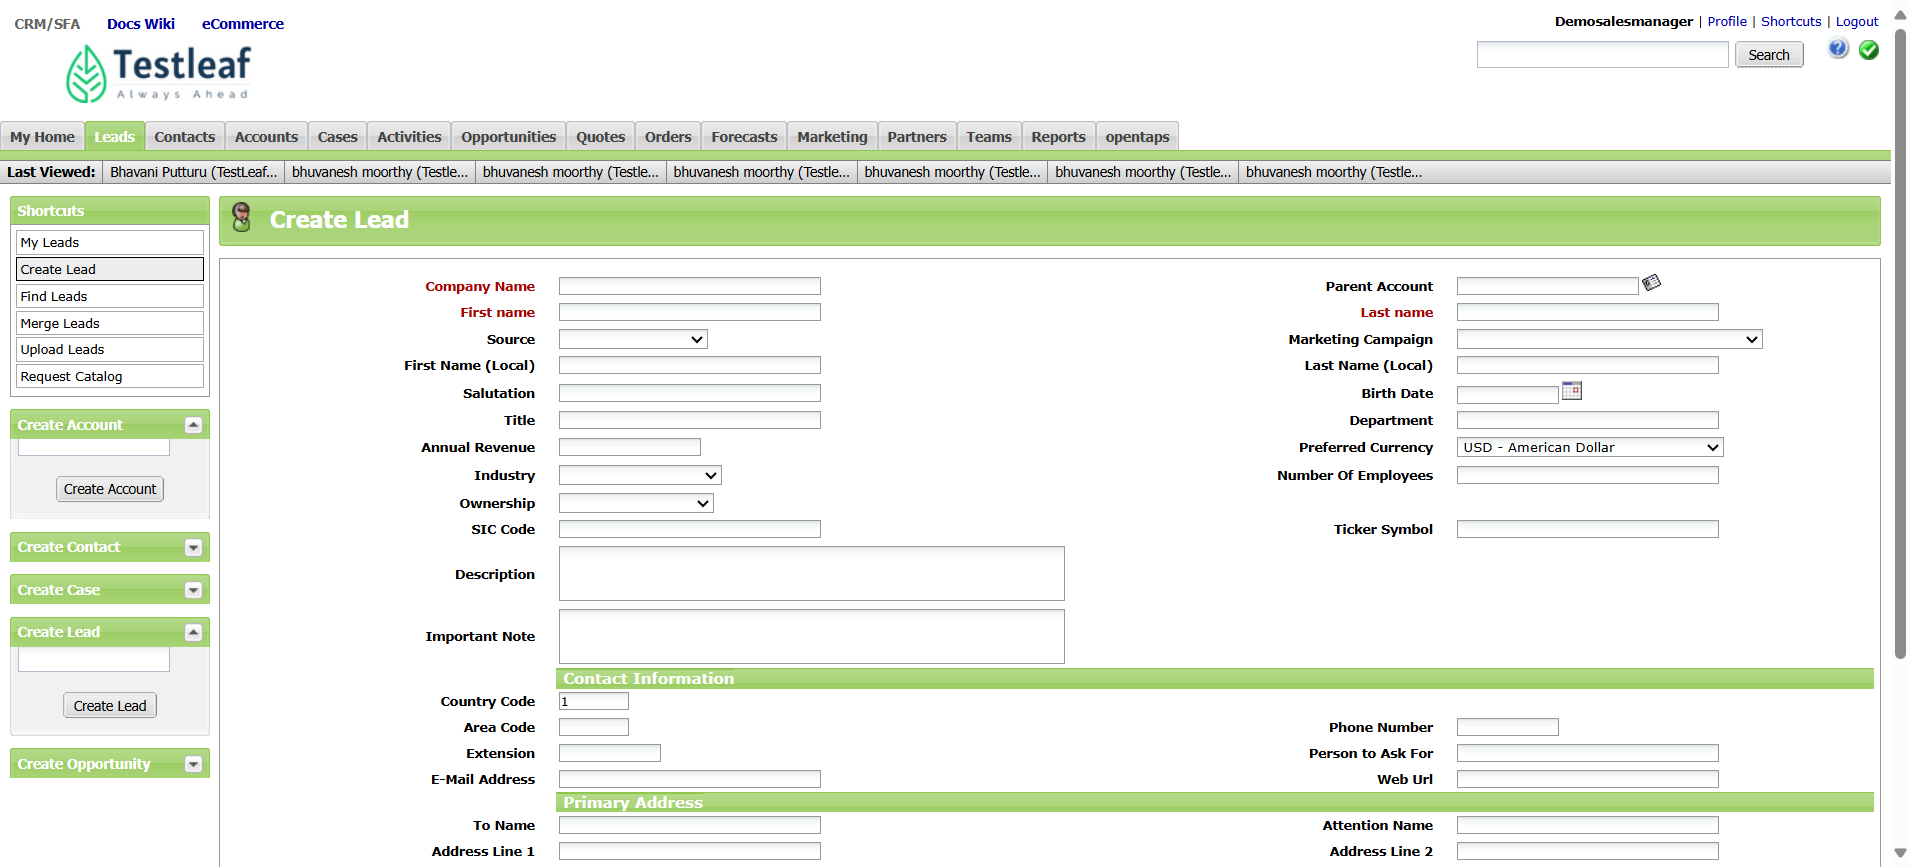 CRM/SFA Docs Wiki eCommerce
Demosalesmanager | Profile | Shortcuts | Logout
Testleaf
Always Ahead
Search
My Home Leads Contacts Accounts Cases Activities Opportunities Quotes Orders Forecasts Marketing Partners Teams Reports opentaps
Last Viewed: Bhavani Putturu (TestLeaf... bhuvanesh moorthy (Testle... bhuvanesh moorthy (Testle... bhuvanesh moorthy (Testle... bhuvanesh moorthy (Testle... bhuvanesh moorthy (Testle... bhuvanesh moorthy (Testle...
Shortcuts
My Leads
Create Lead
Find Leads
Merge Leads
Upload Leads
Request Catalog
Create Account
Create Account
Create Contact
Create Case
Create Lead
Create Lead
Create Opportunity
Create Lead
Company Name Parent Account
First name Last name
Source Marketing Campaign
First Name (Local) Last Name (Local)
Salutation Birth Date
Title Department
Annual Revenue Preferred Currency USD - American Dollar
Industry Number Of Employees
Ownership
SIC Code Ticker Symbol
Description
Important Note
Contact Information
Country Code 1
Area Code Phone Number
Extension Person to Ask For
E-Mail Address Web Url
Primary Address
To Name Attention Name
Address Line 1 Address Line 2